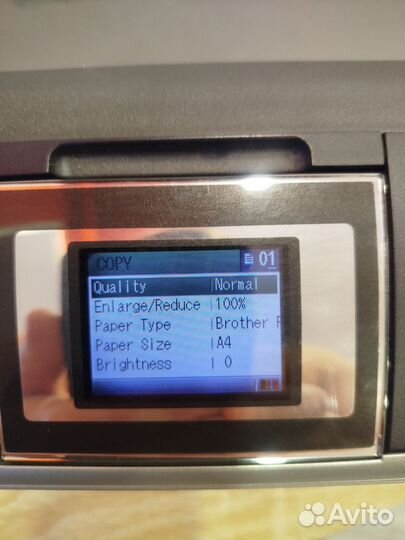 COPY 01
Quality Normal
Enlarge/Reduce 100%
Paper Type Brother
Paper Size A4
Brightness 0
Avito